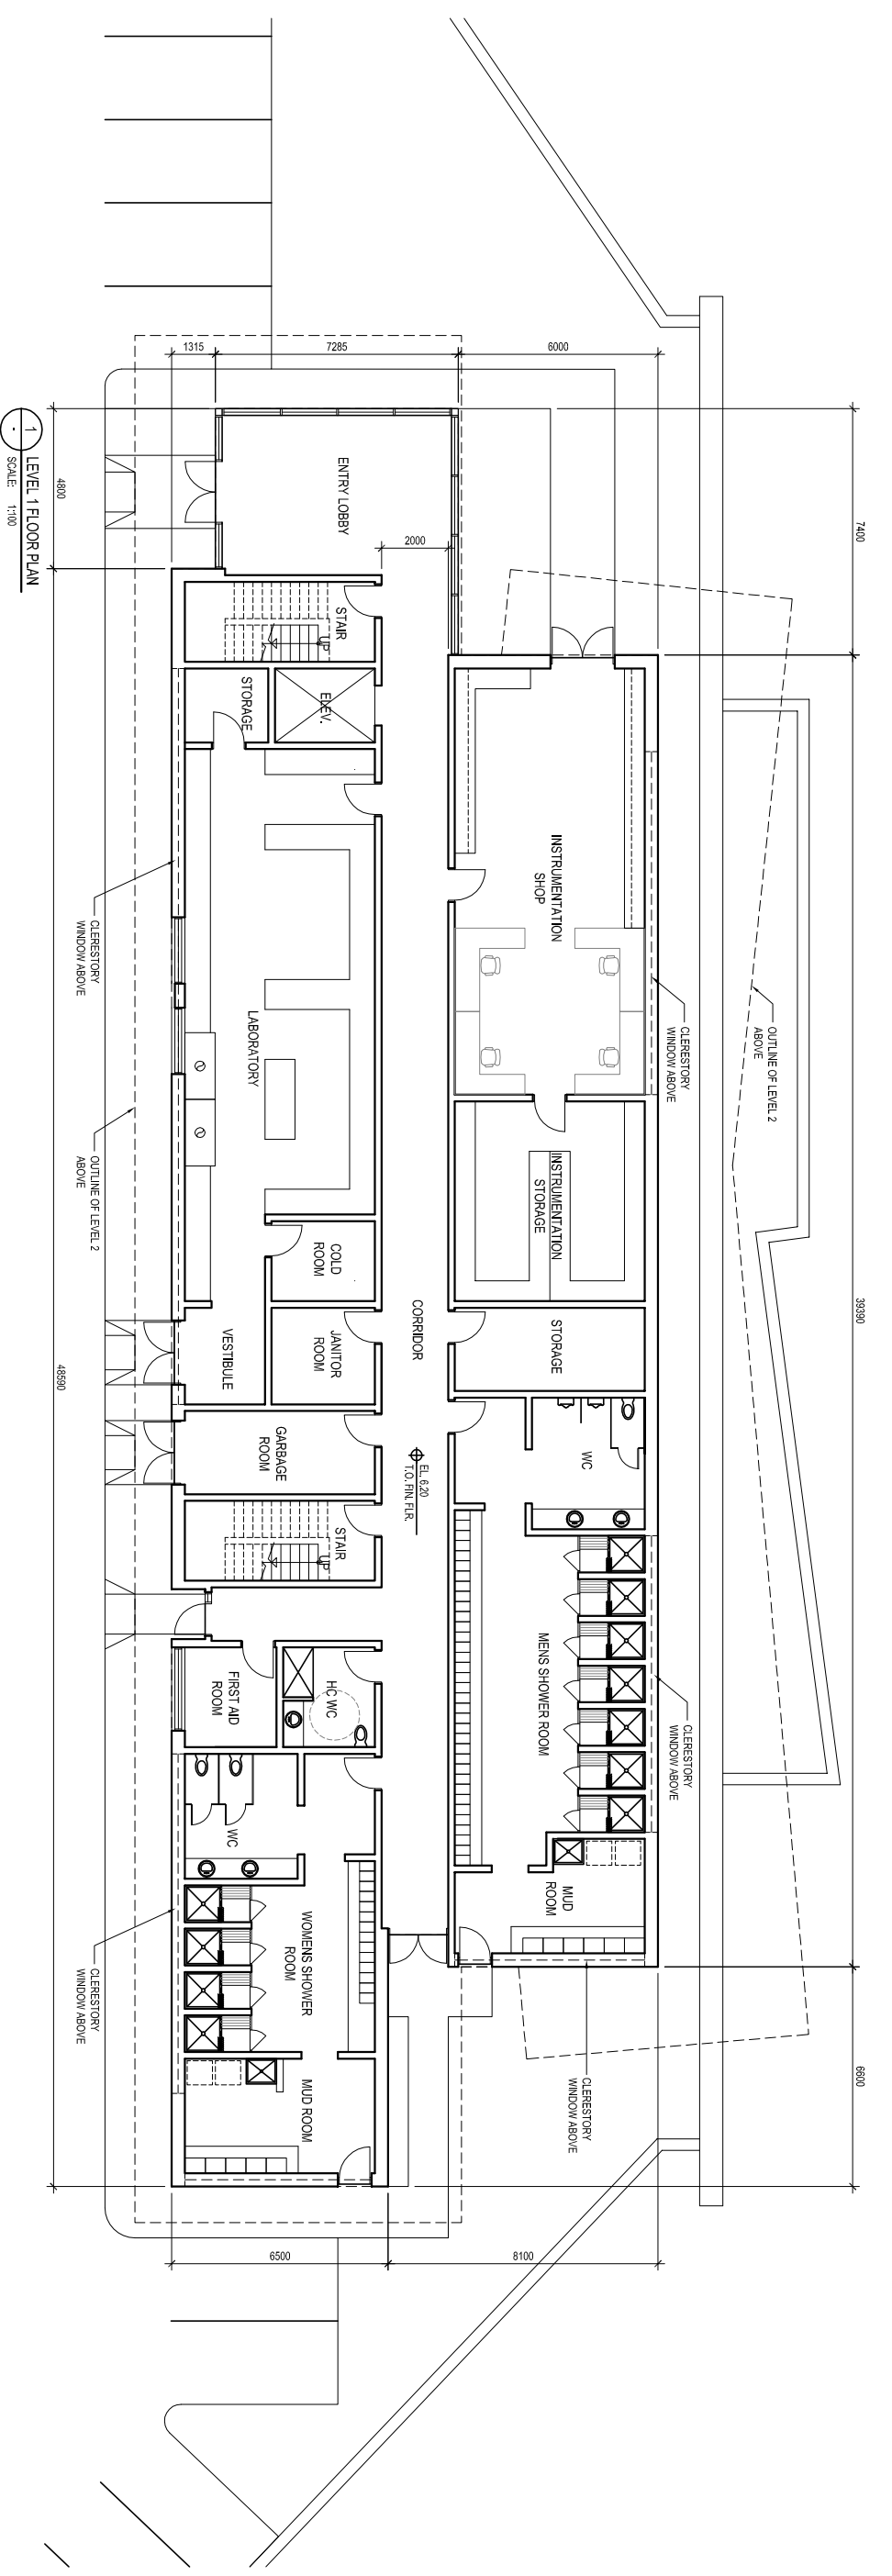 7400
39390
6600
OUTLINE OF LEVEL 2
ABOVE
CLERESTORY
WINDOW ABOVE
CLERESTORY
WINDOW ABOVE
CLERESTORY
WINDOW ABOVE
6000
7285
1315
8100
6500
INSTRUMENTATION
SHOP
INSTRUMENTATION
STORAGE
STORAGE
WC
MENS SHOWER ROOM
MUD
ROOM
ENTRY LOBBY
2000
CORRIDOR
EL. 6.20
T.O. FIN. FLR.
STAIR
UP
ELEV.
STORAGE
LABORATORY
COLD
ROOM
JANITOR
ROOM
VESTIBULE
GARBAGE
ROOM
STAIR
UP
HC WC
FIRST AID
ROOM
WC
WOMENS SHOWER
ROOM
MUD ROOM
CLERESTORY
WINDOW ABOVE
OUTLINE OF LEVEL 2
ABOVE
CLERESTORY
WINDOW ABOVE
4800
48590
1
-
LEVEL 1 FLOOR PLAN
SCALE: 1:100